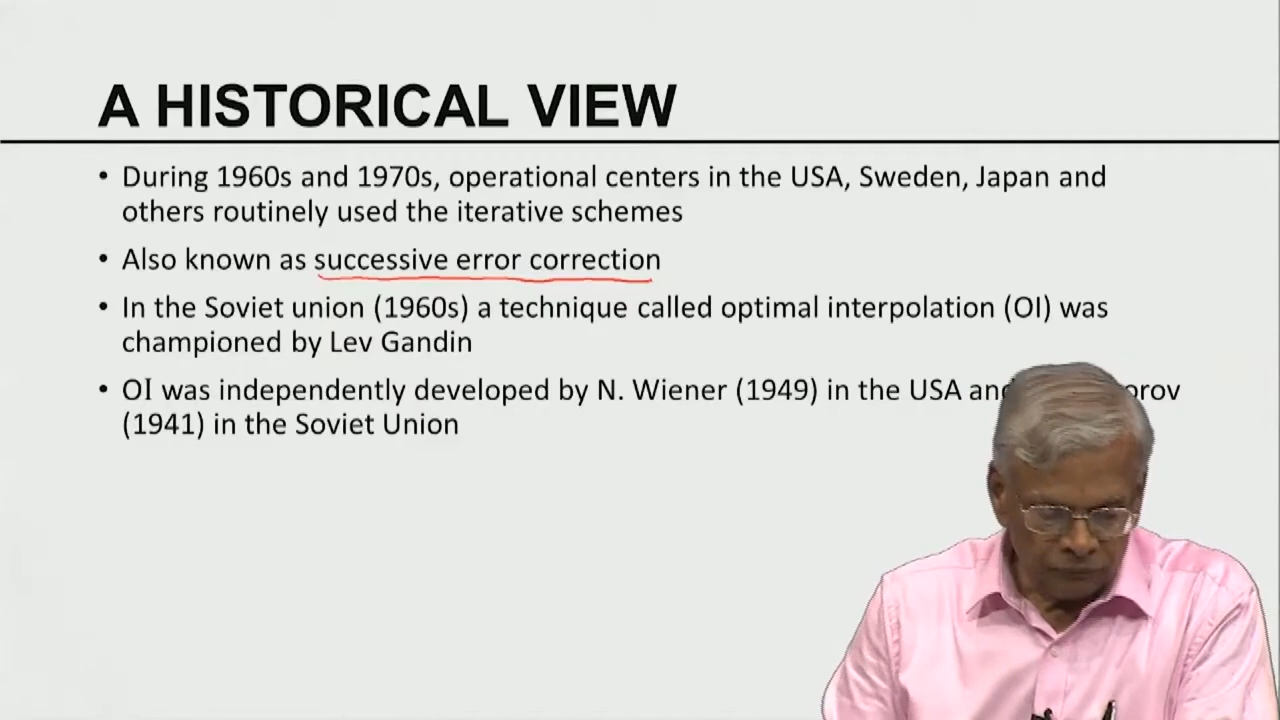 A HISTORICAL VIEW
• During 1960s and 1970s, operational centers in the USA, Sweden, Japan and
others routinely used the iterative schemes
• Also known as successive error correction
• In the Soviet union (1960s) a technique called optimal interpolation (OI) was
championed by Lev Gandin
• OI was independently developed by N. Wiener (1949) in the USA
(1941) in the Soviet Union